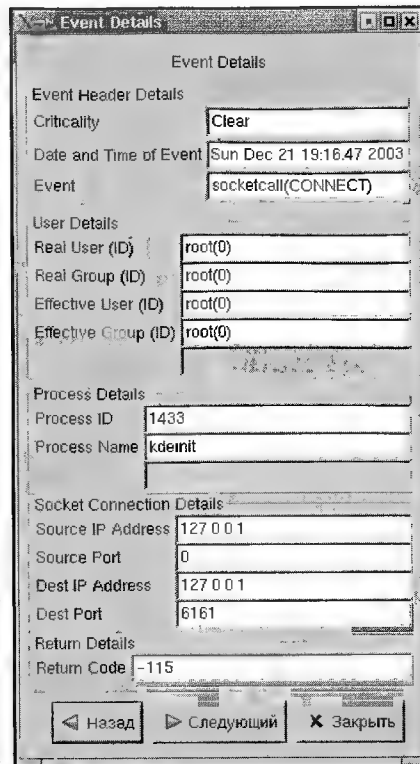 Event Details
Event Details
Event Header Details
Criticality Clear
Date and Time of Event Sun Dec 21 19:16.47 2003
Event socketcall(CONNECT)
User Details
Real User (ID) root(0)
Real Group (ID) root(0)
Effective User (ID) root(0)
Effective Group (ID) root(0)
Process Details
Process ID 1433
Process Name kdeinit
Socket Connection Details
Source IP Address 127 0 0 1
Source Port 0
Dest IP Address 127 0 0 1
Dest Port 6161
Return Details
Return Code -115
Назад Следующий Закрыть